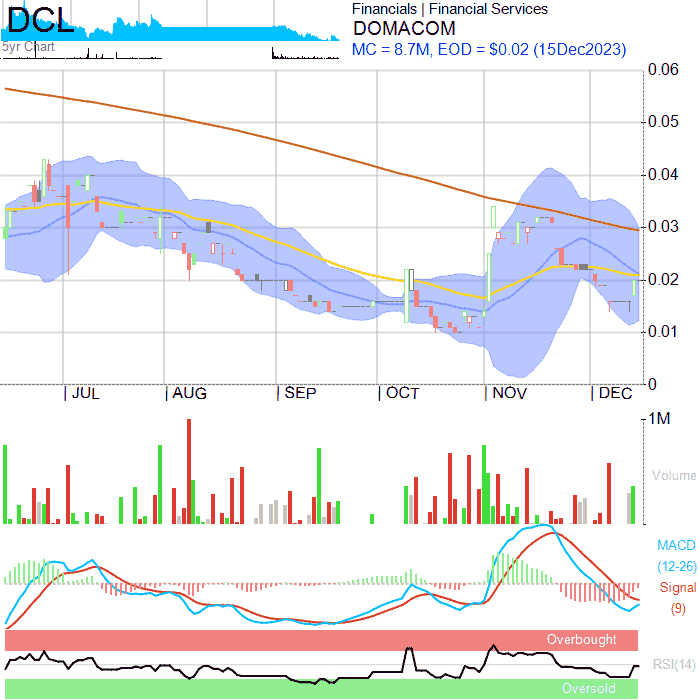 DCL
5yr Chart
Financials | Financial Services
DOMACOM
MC = 8.7M, EOD = $0.02 (15Dec2023)
0.06
0.05
0.04
0.03
0.02
0.01
0
| JUL | AUG | SEP | OCT | NOV | DEC
1M
Volume
MACD
(12-26)
Signal
(9)
Overbought
RSI(14)
Oversold